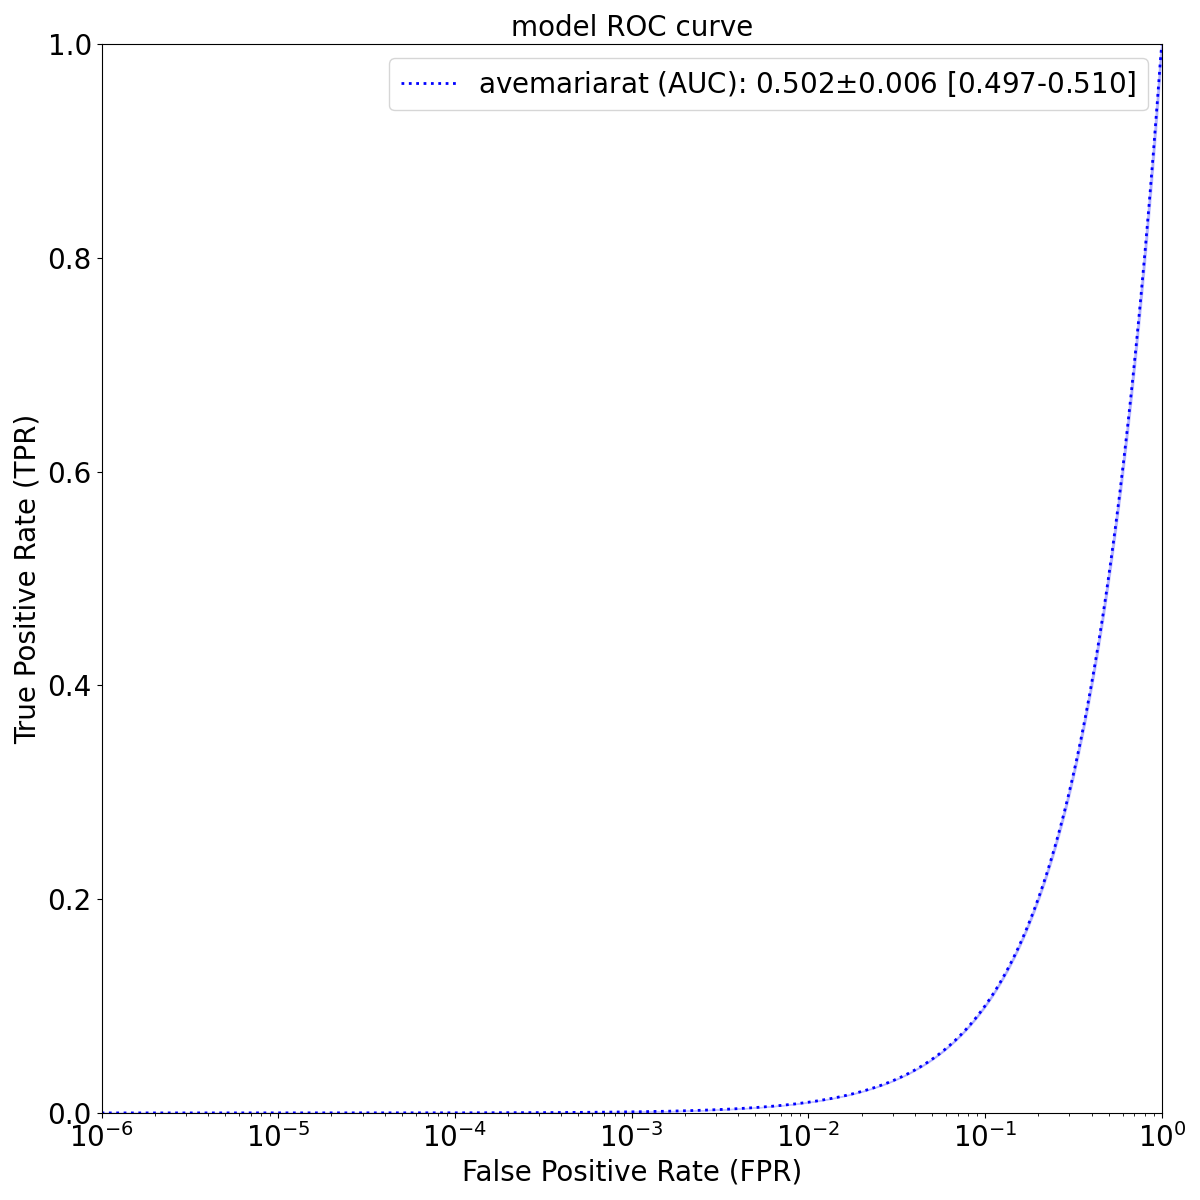 model ROC curve
avemariarat (AUC): 0.502±0.006 [0.497-0.510]
1.0
0.8
0.6
0.4
0.2
0.0
True Positive Rate (TPR)
10⁻⁶ 10⁻⁵ 10⁻⁴ 10⁻³ 10⁻² 10⁻¹ 10⁰
False Positive Rate (FPR)